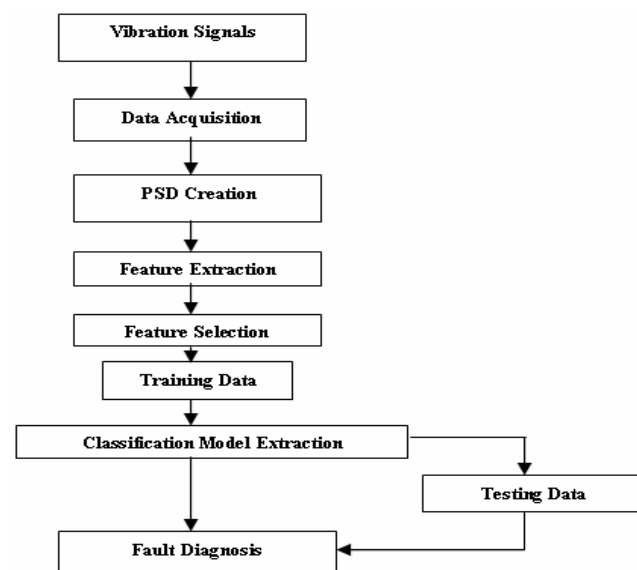 Vibration Signals
Data Acquisition
PSD Creation
Feature Extraction
Feature Selection
Training Data
Classification Model Extraction
Testing Data
Fault Diagnosis